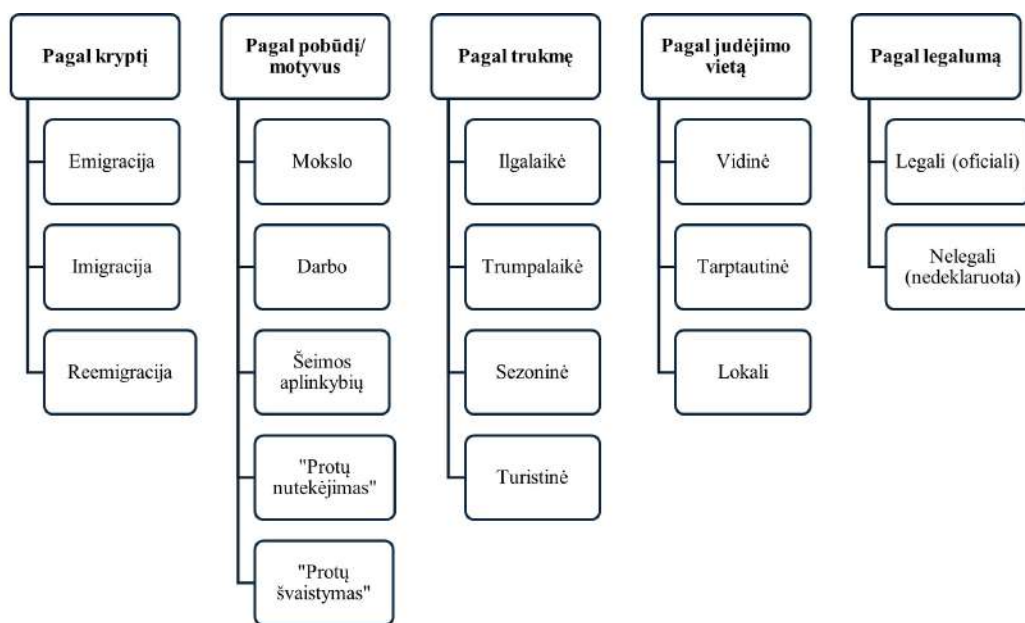 Pagal kryptį
Emigracija
Imigracija
Reemigracija
Pagal pobūdį/
motyvus
Mokslo
Darbo
Šeimos
aplinkybių
"Protų
nutekėjimas"
"Protų
švaistymas"
Pagal trukmę
Ilgalaikė
Trumpalaikė
Sezoninė
Turistinė
Pagal judėjimo
vietą
Vidinė
Tarptautinė
Lokali
Pagal legalumą
Legali (oficiali)
Nelegali
(nedeklaruota)